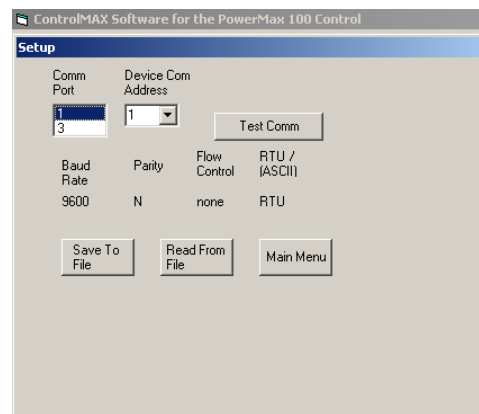 ControlMAX Software for the PowerMax 100 Control
Setup
Comm
Port
Device Com
Address
1
3
1
Test Comm
Baud
Rate
Parity
Flow
Control
RTU /
(ASCII)
9600
N
none
RTU
Save To
File
Read From
File
Main Menu